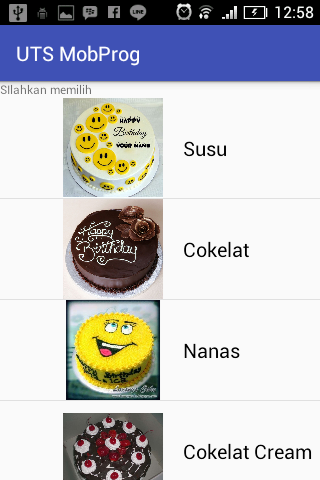 12:58
UTS MobProg
SIlahkan memilih
HAPPY
Birthday
YOUR NAME
Susu
Happy
Birthday
Cokelat
Nanas
Cokelat Cream